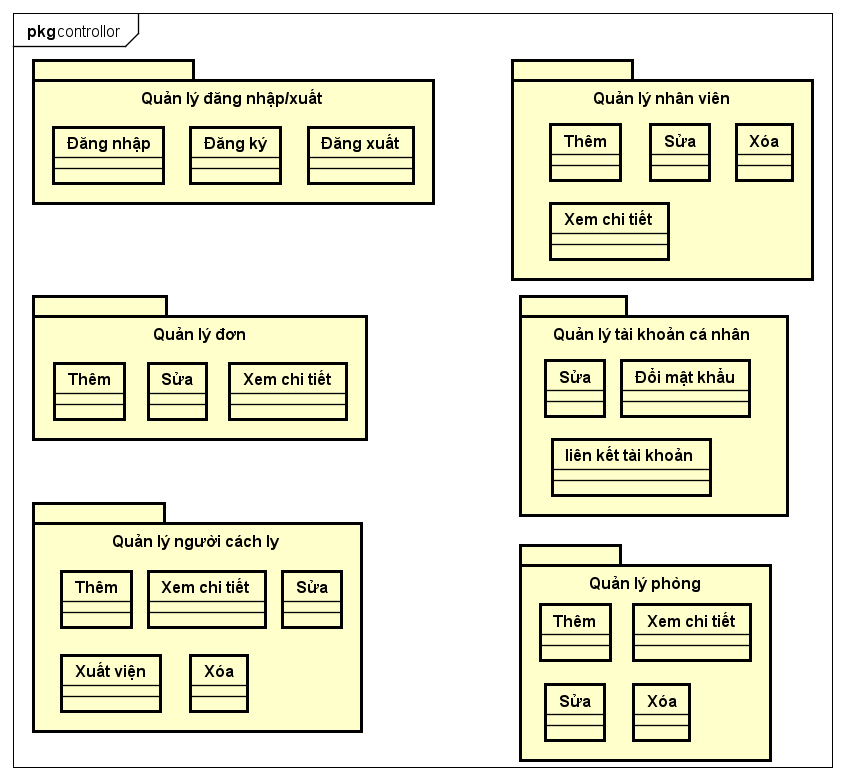 pkg controllor
Quản lý đăng nhập/xuất
Đăng nhập
Đăng ký
Đăng xuất
Quản lý nhân viên
Thêm
Sửa
Xóa
Xem chi tiết
Quản lý đơn
Thêm
Sửa
Xem chi tiết
Quản lý tài khoản cá nhân
Sửa
Đổi mật khẩu
liên kết tài khoản
Quản lý người cách ly
Thêm
Xem chi tiết
Sửa
Xuất viện
Xóa
Quản lý phòng
Thêm
Xem chi tiết
Sửa
Xóa